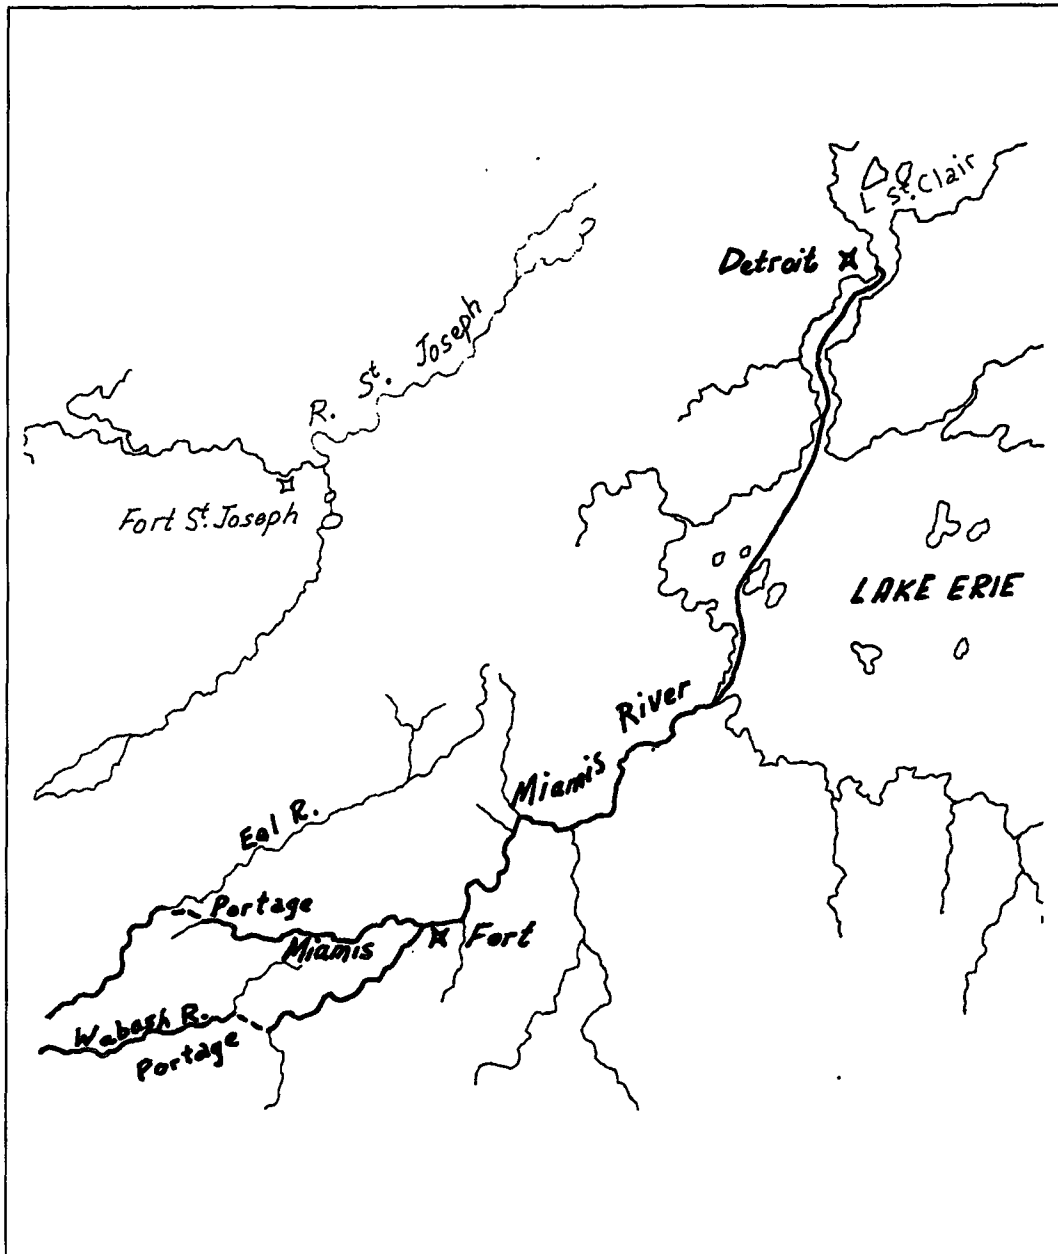 L St. Clair
Detroit
R. St. Joseph
Fort St. Joseph
LAKE ERIE
Miamis River
Eel R.
Portage
Miamis
Fort
Wabash R.
Portage